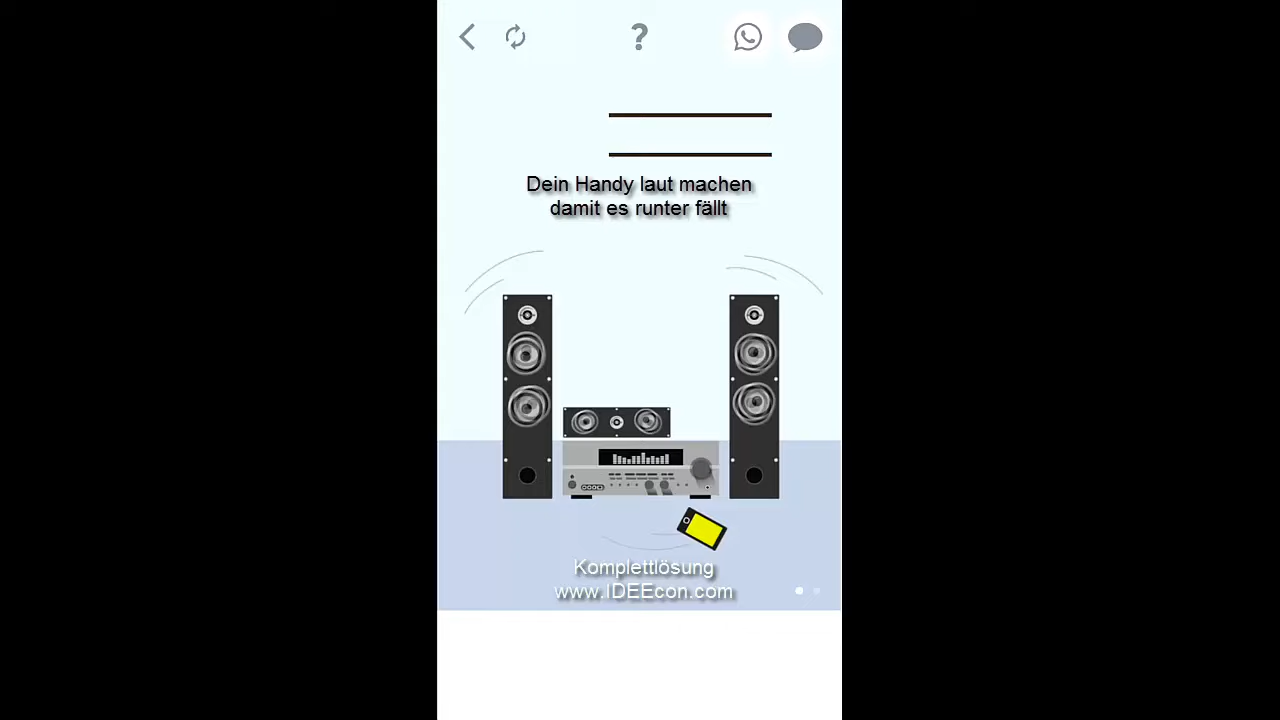 ?
Dein Handy laut machen
damit es runter fällt
Komplettlösung
www.IDEEcon.com